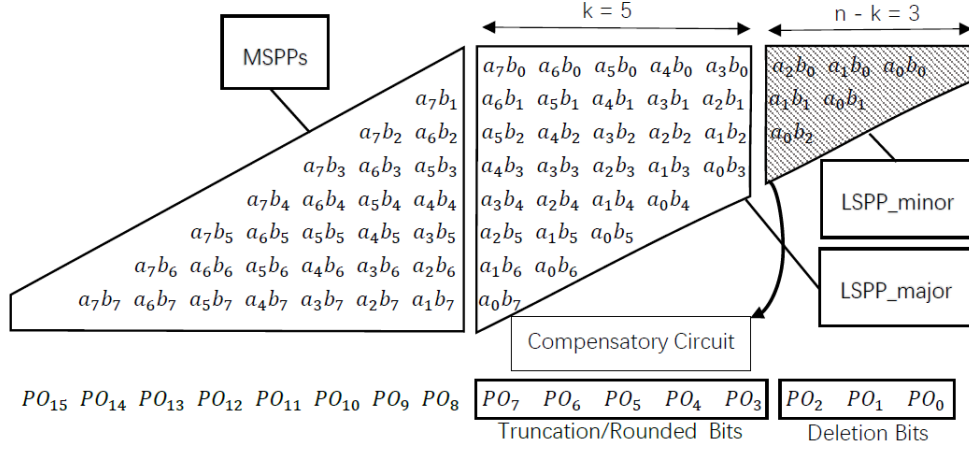 k = 5 n - k = 3
MSPPs
a₇b₀ a₆b₀ a₅b₀ a₄b₀ a₃b₀ a₂b₀ a₁b₀ a₀b₀
a₇b₁ a₆b₁ a₅b₁ a₄b₁ a₃b₁ a₂b₁ a₁b₁ a₀b₁
a₇b₂ a₆b₂ a₅b₂ a₄b₂ a₃b₂ a₂b₂ a₁b₂ a₀b₂
a₇b₃ a₆b₃ a₅b₃ a₄b₃ a₃b₃ a₂b₃ a₁b₃ a₀b₃
a₇b₄ a₆b₄ a₅b₄ a₄b₄ a₃b₄ a₂b₄ a₁b₄ a₀b₄
LSPP_minor
a₇b₅ a₆b₅ a₅b₅ a₄b₅ a₃b₅ a₂b₅ a₁b₅ a₀b₅
a₇b₆ a₆b₆ a₅b₆ a₄b₆ a₃b₆ a₂b₆ a₁b₆ a₀b₆
LSPP_major
a₇b₇ a₆b₇ a₅b₇ a₄b₇ a₃b₇ a₂b₇ a₁b₇ a₀b₇
Compensatory Circuit
PO₁₅ PO₁₄ PO₁₃ PO₁₂ PO₁₁ PO₁₀ PO₉ PO₈ PO₇ PO₆ PO₅ PO₄ PO₃ PO₂ PO₁ PO₀
Truncation/Rounded Bits Deletion Bits